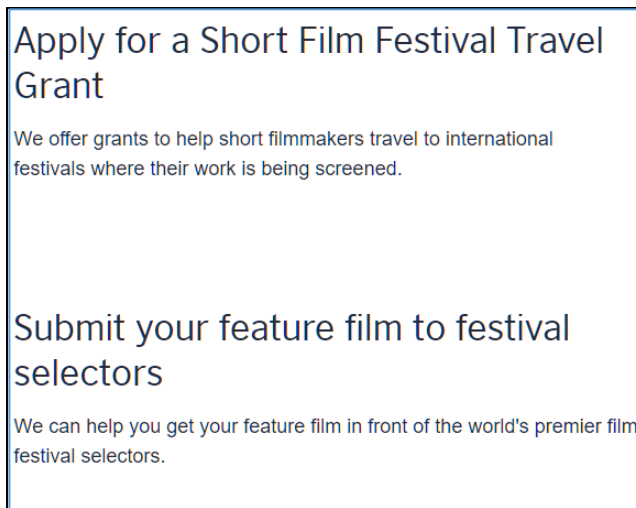 Apply for a Short Film Festival Travel
Grant
We offer grants to help short filmmakers travel to international
festivals where their work is being screened.
Submit your feature film to festival
selectors
We can help you get your feature film in front of the world's premier film
festival selectors.